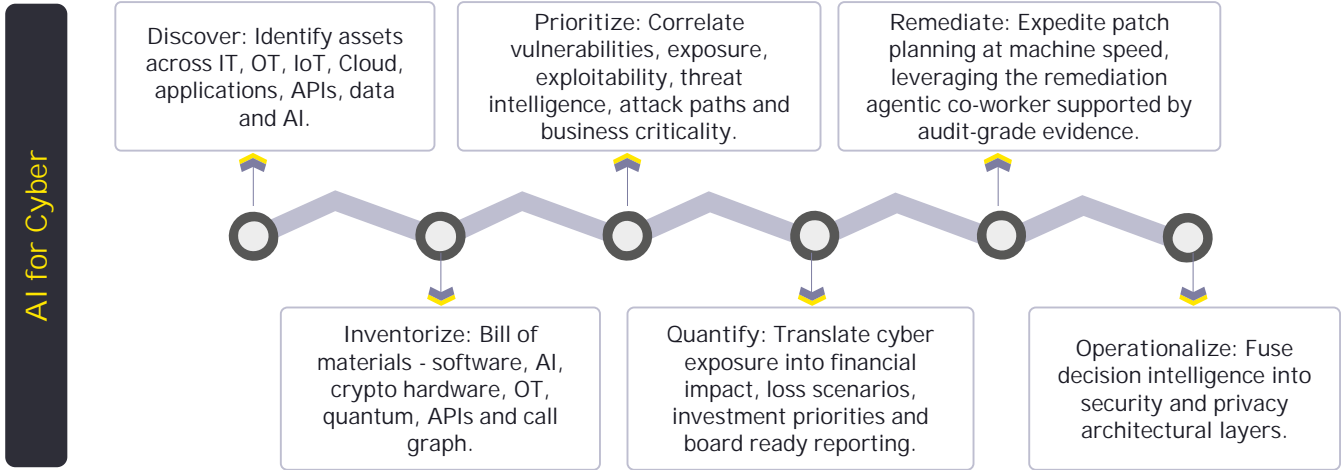 AI for Cyber
Discover: Identify assets
across IT, OT, IoT, Cloud,
applications, APIs, data
and AI.
Inventorize: Bill of
materials - software, AI,
crypto hardware, OT,
quantum, APIs and call
graph.
Prioritize: Correlate
vulnerabilities, exposure,
exploitability, threat
intelligence, attack paths and
business criticality.
Quantify: Translate cyber
exposure into financial
impact, loss scenarios,
investment priorities and
board ready reporting.
Remediate: Expedite patch
planning at machine speed,
leveraging the remediation
agentic co-worker supported by
audit-grade evidence.
Operationalize: Fuse
decision intelligence into
security and privacy
architectural layers.